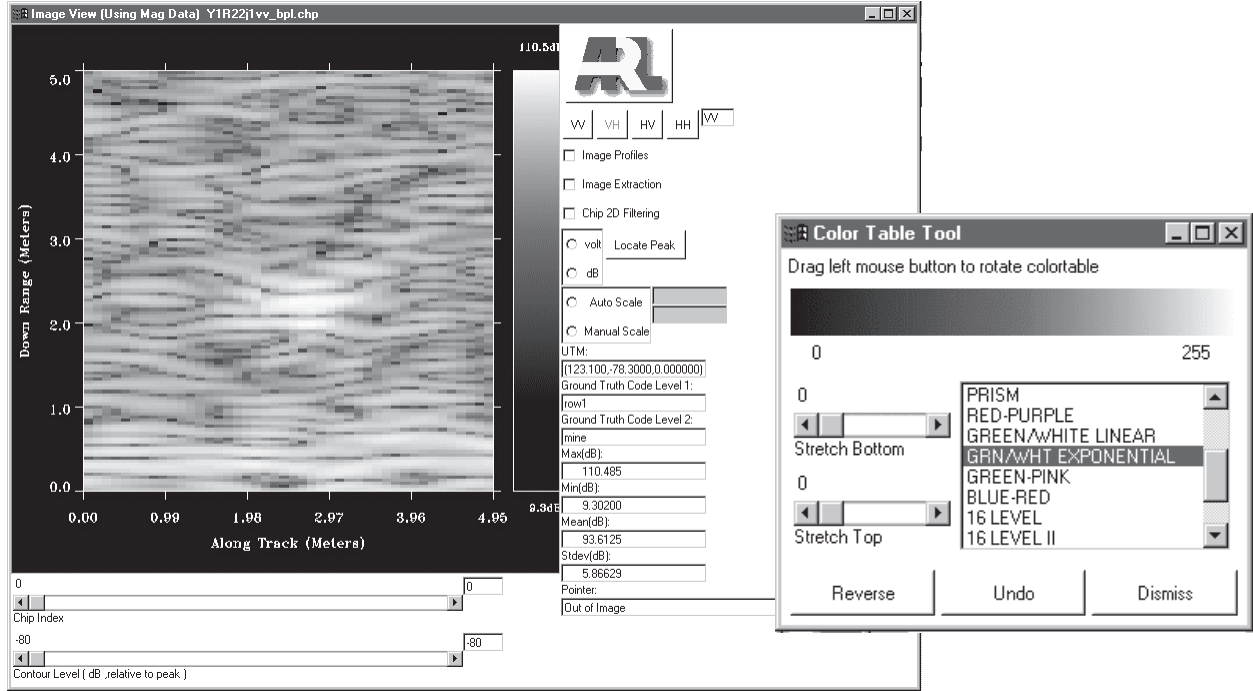 Image View (Using Mag Data) Y1R22j1vv_bpl.chp
110.5dB
5.0
4.0
3.0
2.0
1.0
0.0
Down Range (Meters)
0.00 0.99 1.98 2.97 3.96 4.95
Along Track (Meters)
9.3dB
0
0
Chip Index
-80
-80
Contour Level ( dB ,relative to peak )
ARL
VV VH HV HH VV
Image Profiles
Image Extraction
Chip 2D Filtering
volt
Locate Peak
dB
Auto Scale
Manual Scale
UTM:
(123.100,-78.3000,0.000000)
Ground Truth Code Level 1:
row1
Ground Truth Code Level 2:
mine
Max(dB):
110.485
Min(dB):
9.30200
Mean(dB):
93.6125
Stdev(dB):
5.86629
Pointer:
Out of Image
Color Table Tool
Drag left mouse button to rotate colortable
0 255
0
Stretch Bottom
0
Stretch Top
PRISM
RED-PURPLE
GREEN/WHITE LINEAR
GRN/WHT EXPONENTIAL
GREEN-PINK
BLUE-RED
16 LEVEL
16 LEVEL II
Reverse Undo Dismiss